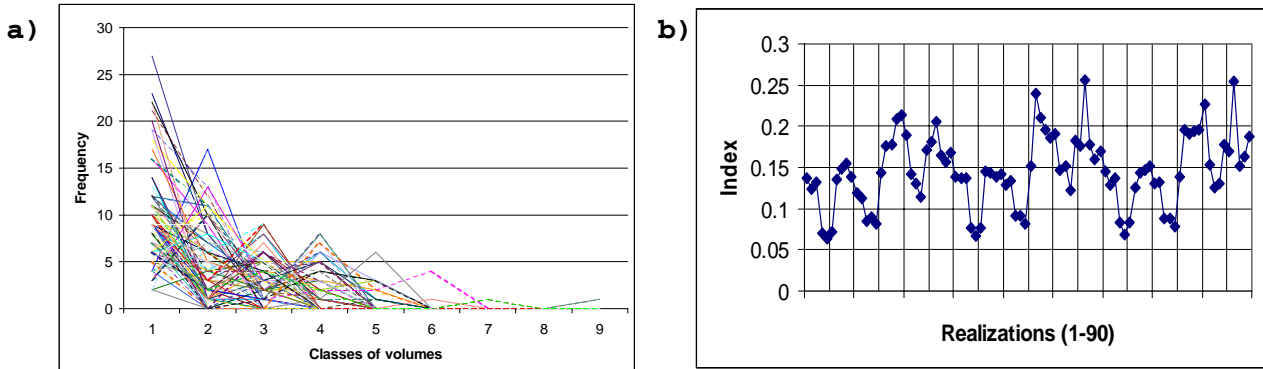 a)
30
25
20
15
10
5
0
Frequency
1 2 3 4 5 6 7 8 9
Classes of volumes
b)
0.3
0.25
0.2
0.15
0.1
0.05
0
Index
Realizations (1-90)